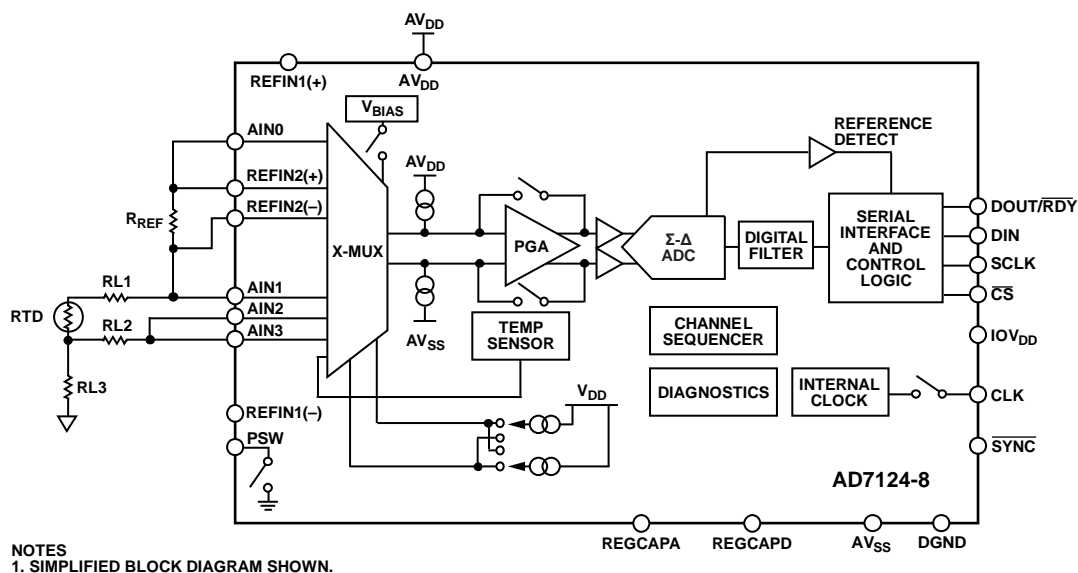 AVDD
REFIN1(+)
AVDD
VBIAS
AIN0
REFIN2(+)
REFIN2(–)
RREF
RL1
AIN1
AIN2
RTD
RL2
AIN3
RL3
REFIN1(–)
PSW
X-MUX
AVDD
PGA
AVSS
TEMP
SENSOR
VDD
Σ-Δ
ADC
DIGITAL
FILTER
REFERENCE
DETECT
SERIAL
INTERFACE
AND
CONTROL
LOGIC
CHANNEL
SEQUENCER
DIAGNOSTICS
INTERNAL
CLOCK
DOUT/RDY
DIN
SCLK
CS
IOVDD
CLK
SYNC
AD7124-8
REGCAPA
REGCAPD
AVSS
DGND
NOTES
1. SIMPLIFIED BLOCK DIAGRAM SHOWN.